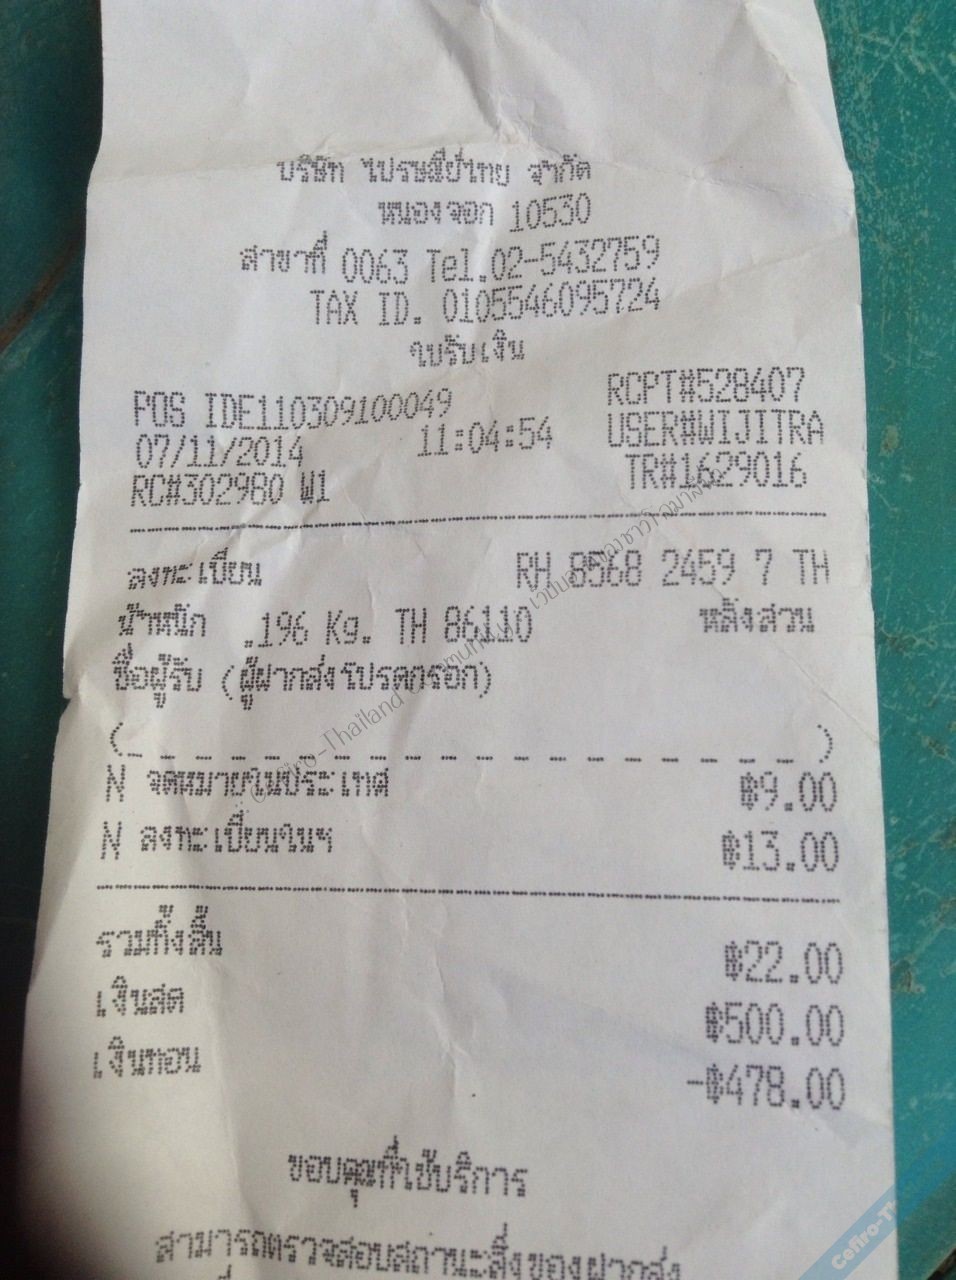 บริษัท ไปรษณีย์ไทย จำกัด
หนองจอก 10530
สาขาที่ 0063 Tel.02-5432759
TAX ID. 0105546095724
ใบรับเงิน
POS IDE110309100049 RCPT#528407
07/11/2014 11:04:54 USER#WIJITRA
RC#302980 W1 TR#1629016
ลงทะเบียน RH 8568 2459 7 TH
น้ำหนัก .196 Kg. TH 86110 หลังสวน
ชื่อผู้รับ (ผู้ฝากส่งโปรดกรอก)
(_ _ _ _ _ _ _ _ _ _ _ _ _ _ _ _ _ _)
N จดหมายในประเทศ ฿9.00
N ลงทะเบียนในฯ ฿13.00
รวมทั้งสิ้น ฿22.00
เงินสด ฿500.00
เงินทอน -฿478.00
ขอบคุณที่ใช้บริการ
สามารถตรวจสอบสถานะสิ่งของฝากส่ง
Cefiro-Thailand Community
Cefiro-Th